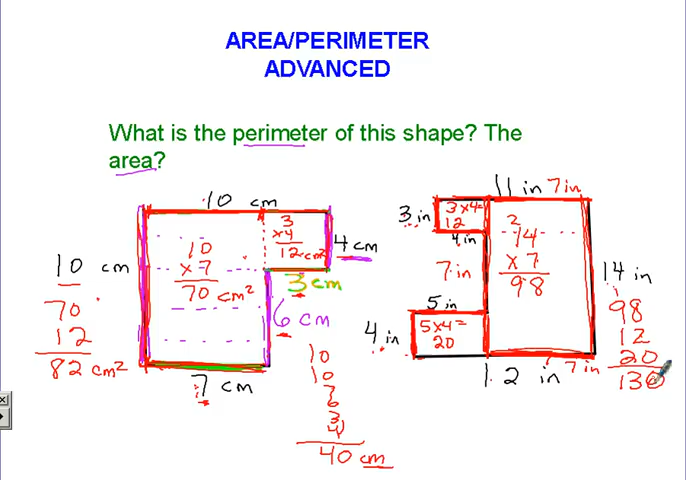 AREA/PERIMETER
ADVANCED
What is the perimeter of this shape? The
area?
10 cm
10 cm
10
x 7
70 cm²
3
x4
12 cm²
4 cm
3 cm
6 cm
7 cm
70
12
82 cm²
10
10
7
6
3
4
40 cm
11 in 7 in
3 in
3x4=
12
4 in
7 in
5 in
4 in
5x4=
20
2
14
x 7
98
14 in
12 in
7 in
1
98
12
20
130